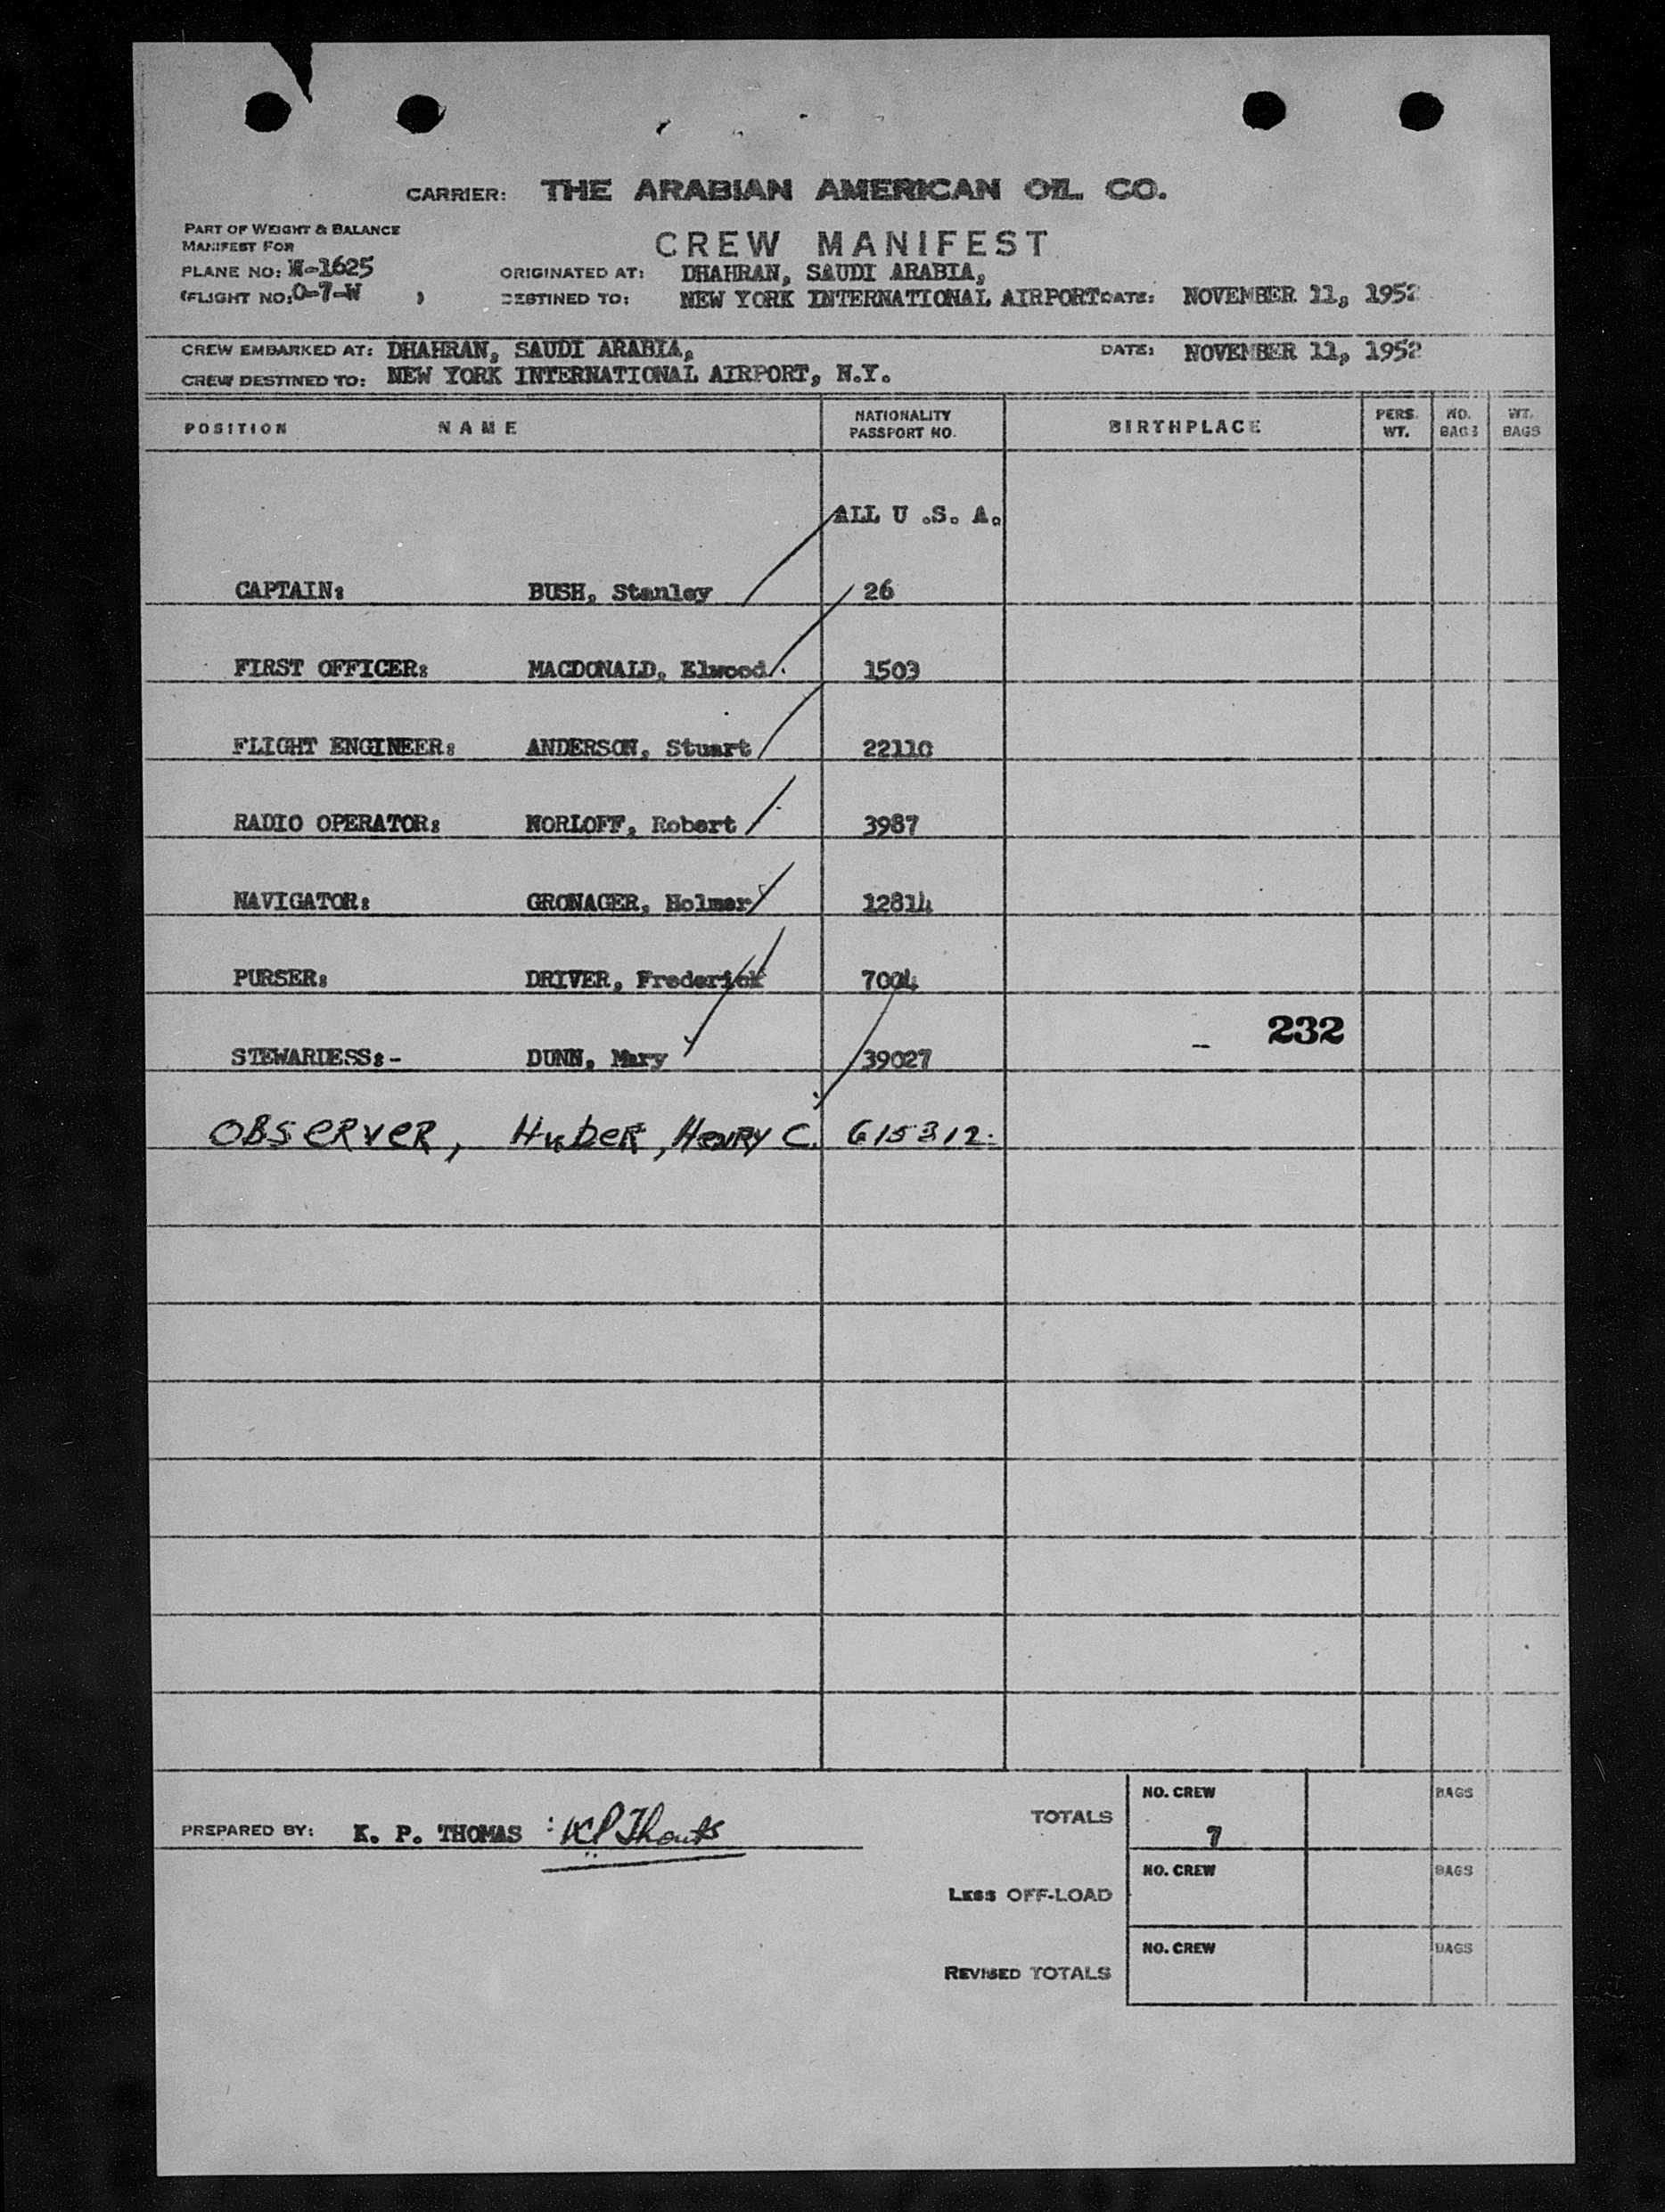 CARRIER: THE ARABIAN AMERICAN OIL CO.
PART OF WEIGHT & BALANCE
MANIFEST FOR
CREW MANIFEST
PLANE NO: N-1625 ORIGINATED AT: DHAHRAN, SAUDI ARABIA,
(FLIGHT NO: O-7-W ) DESTINED TO: NEW YORK INTERNATIONAL AIRPORT DATE: NOVEMBER 11, 1952
CREW EMBARKED AT: DHAHRAN, SAUDI ARABIA, DATE: NOVEMBER 11, 1952
CREW DESTINED TO: NEW YORK INTERNATIONAL AIRPORT, N.Y.
POSITION NAME NATIONALITY PASSPORT NO. BIRTHPLACE PERS. WT. NO. BAGS WT. BAGS
ALL U .S. A.
CAPTAIN: BUSH, Stanley 26
FIRST OFFICER: MACDONALD, Elwood 1503
FLIGHT ENGINEER: ANDERSON, Stuart 22110
RADIO OPERATOR: NORLOFF, Robert 3987
NAVIGATOR: GRONAGER, Holmer 12814
PURSER: DRIVER, Frederick 7004
232
STEWARDESS:- DUNN, Mary 39027
OBSERVER, Huber, Henry C. 615312
NO. CREW BAGS
TOTALS
PREPARED BY: K. P. THOMAS : KP Thomas
7
NO. CREW BAGS
LESS OFF-LOAD
NO. CREW BAGS
REVISED TOTALS